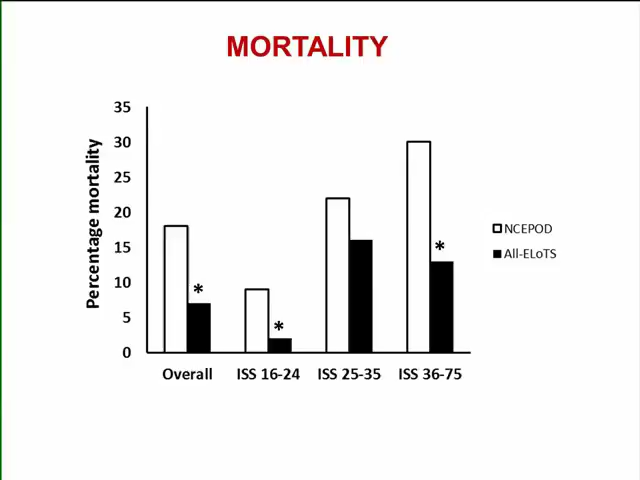 MORTALITY
Percentage mortality
35
30
25
20
15
10
5
0
*
*
*
Overall
ISS 16-24
ISS 25-35
ISS 36-75
NCEPOD
All-ELoTS